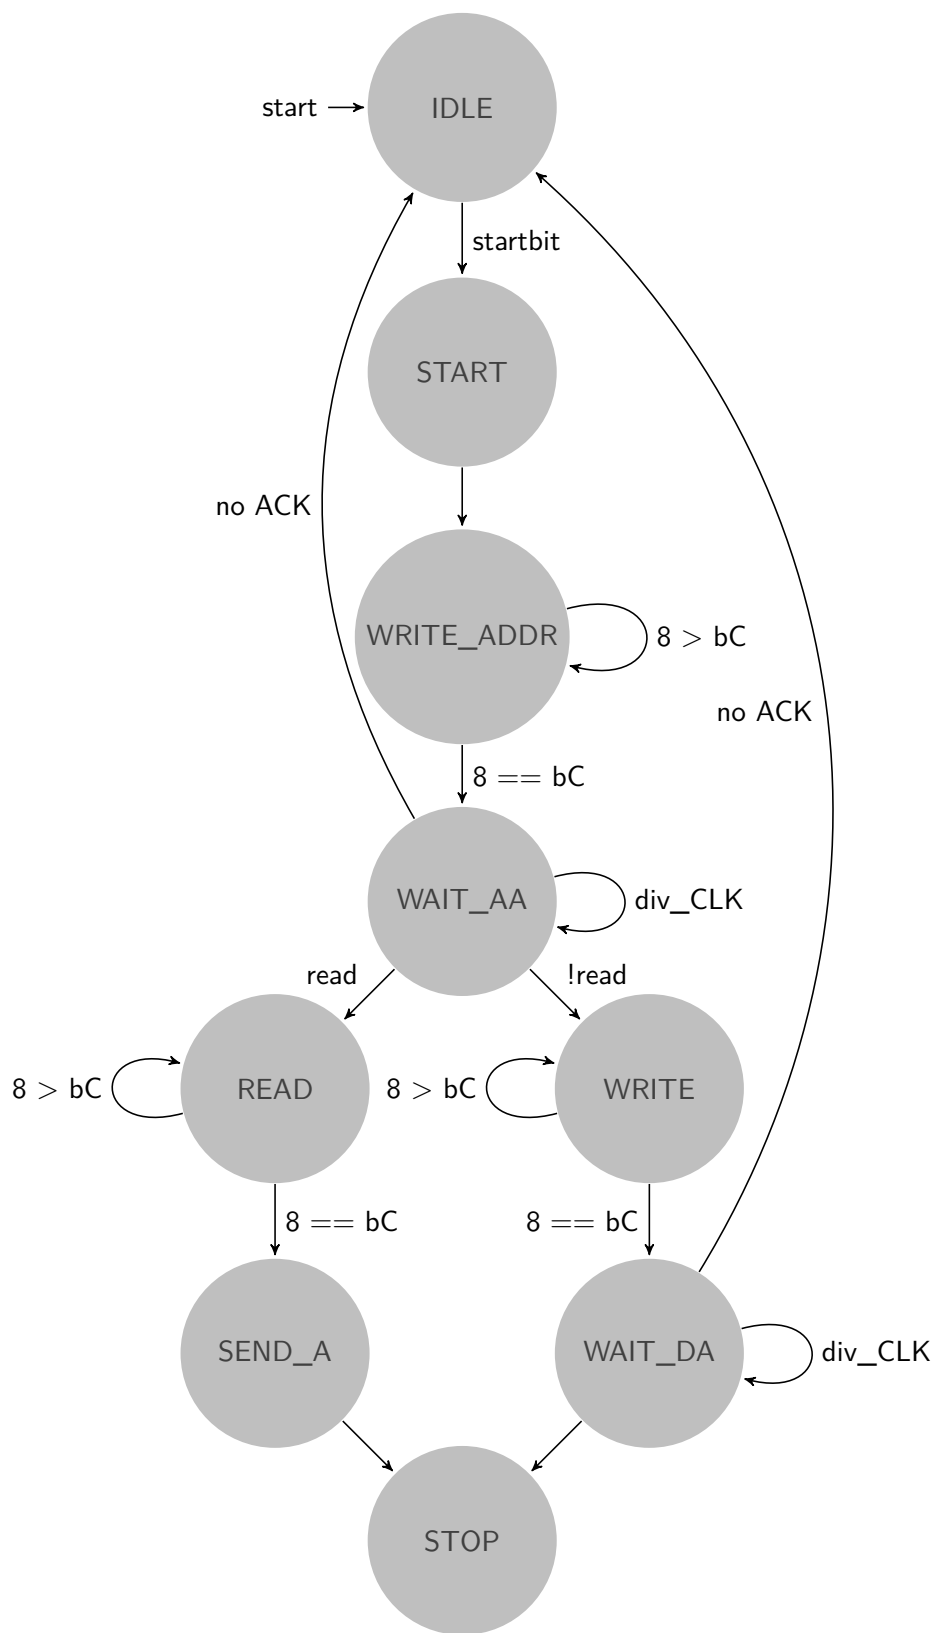 start
IDLE
startbit
START
no ACK
WRITE_ADDR
8 > bC
no ACK
8 == bC
WAIT_AA
div_CLK
read
!read
8 > bC
READ
8 > bC
WRITE
8 == bC
8 == bC
SEND_A
WAIT_DA
div_CLK
STOP